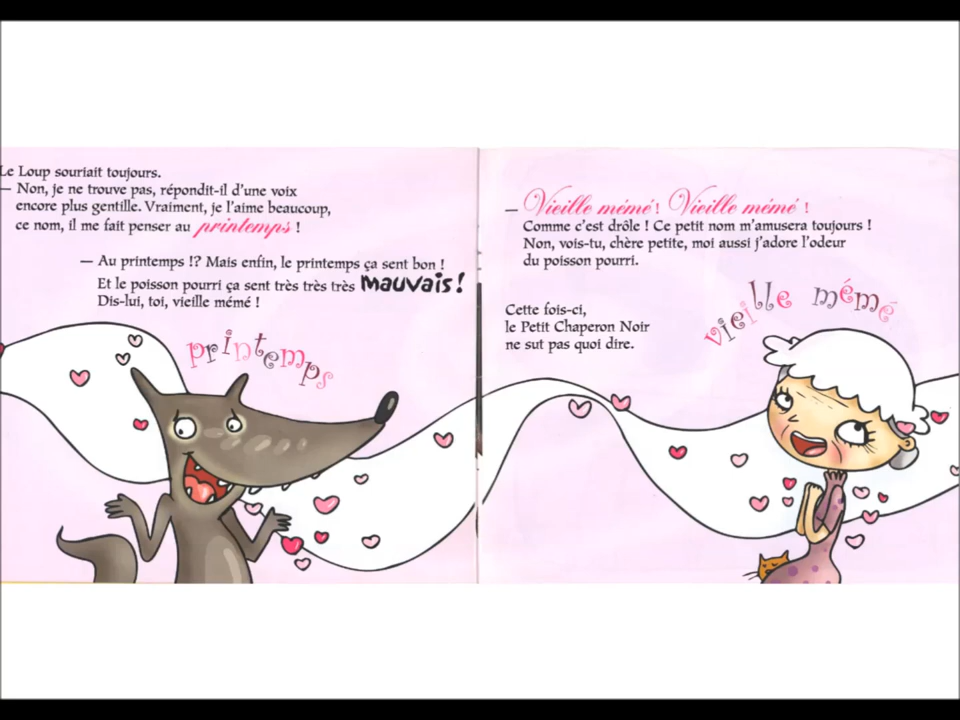 Le Loup souriait toujours.
— Non, je ne trouve pas, répondit-il d'une voix
encore plus gentille. Vraiment, je l'aime beaucoup,
ce nom, il me fait penser au printemps !
— Au printemps !? Mais enfin, le printemps ça sent bon !
Et le poisson pourri ça sent très très très mauvais !
Dis-lui, toi, vieille mémé !
printemps
— Vieille mémé ! Vieille mémé !
Comme c'est drôle ! Ce petit nom m'amusera toujours !
Non, vois-tu, chère petite, moi aussi j'adore l'odeur
du poisson pourri.
Cette fois-ci,
le Petit Chaperon Noir
ne sut pas quoi dire.
vieille mémé